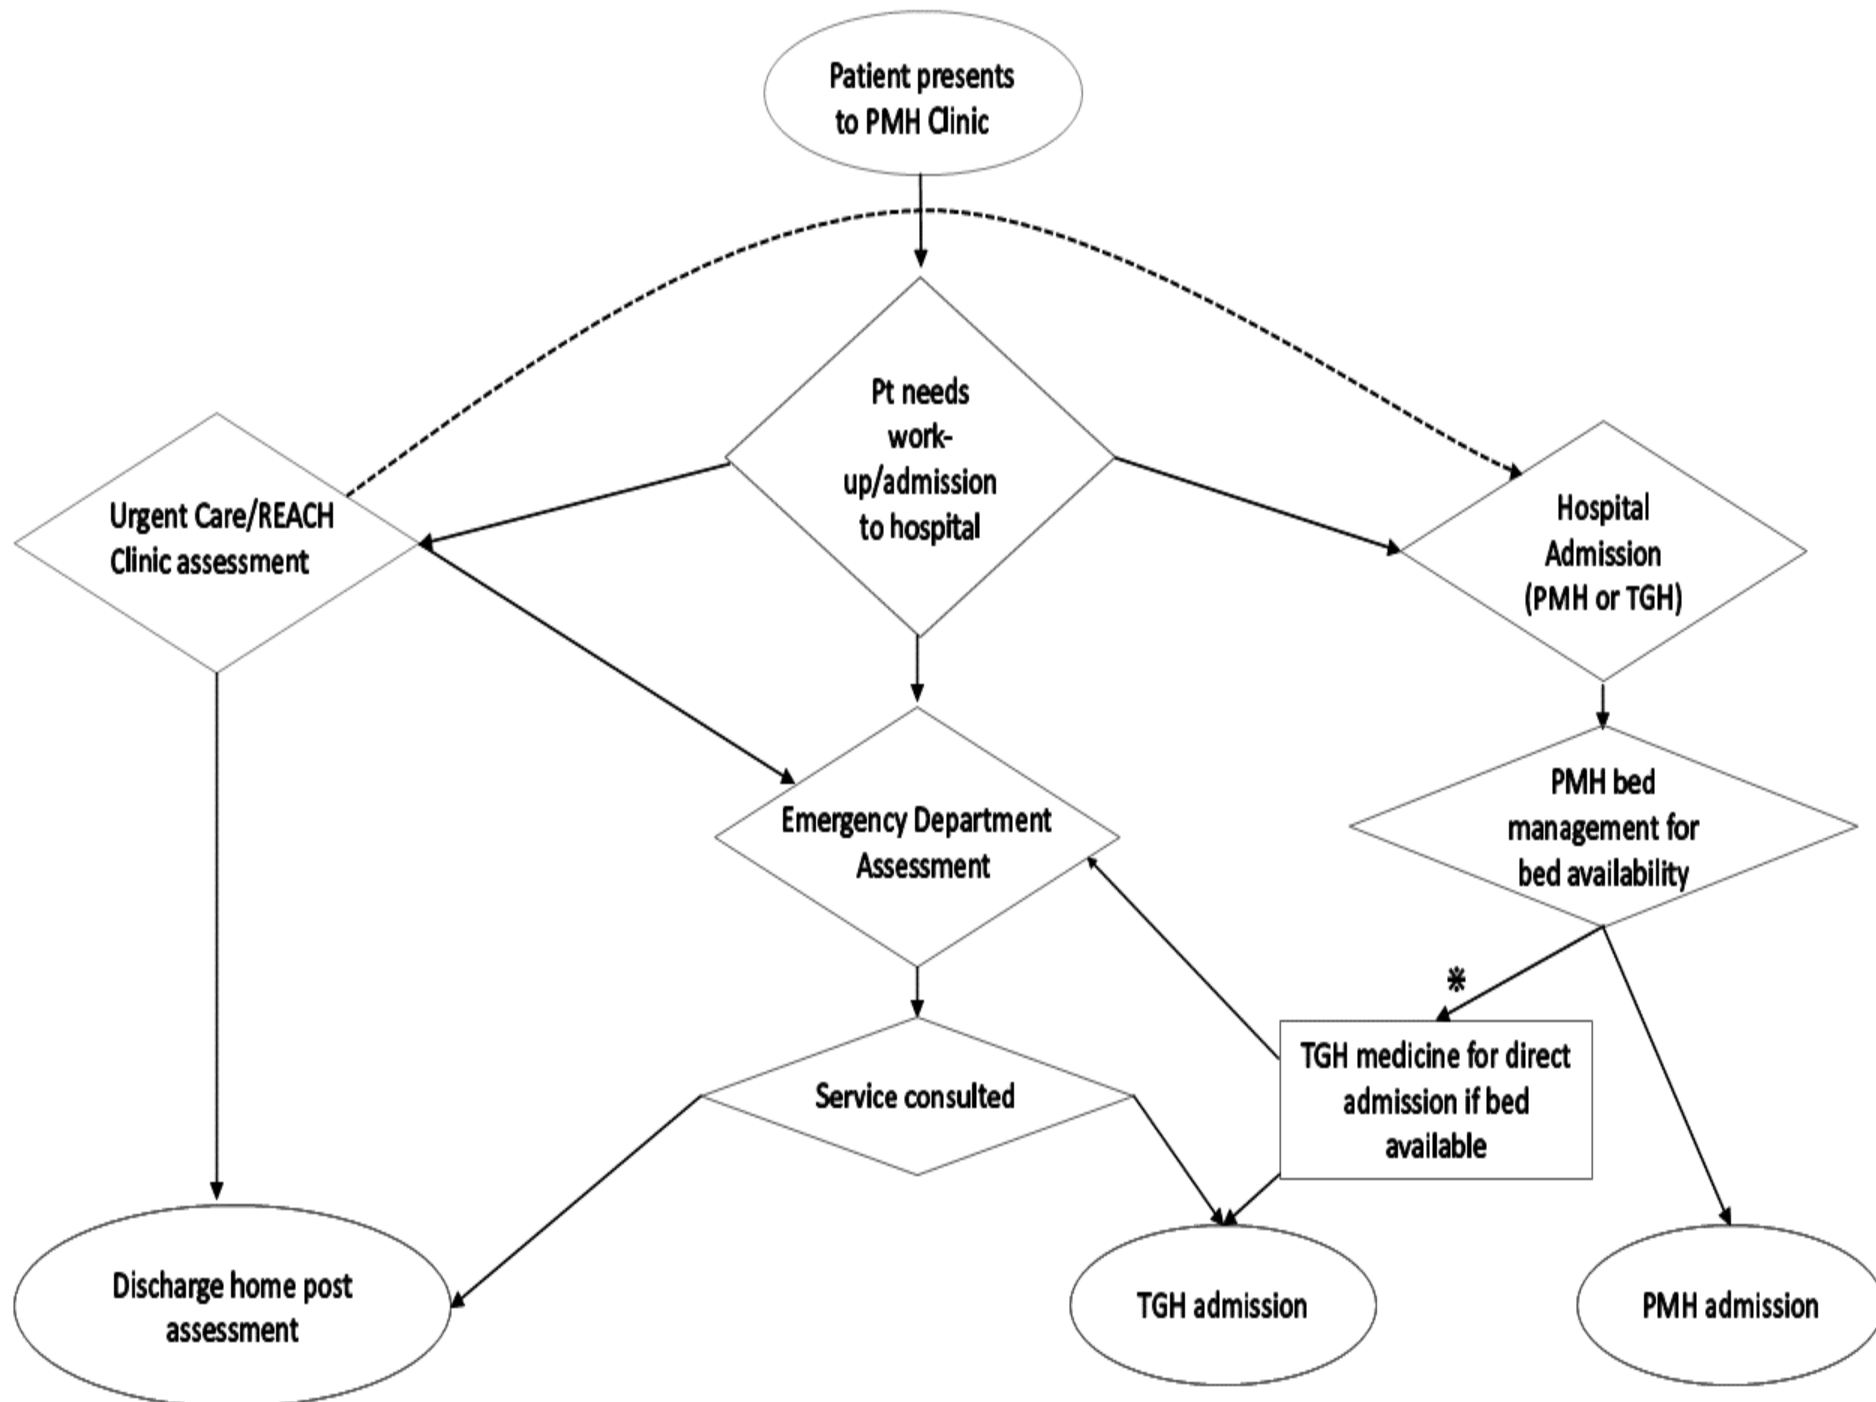 Patient presents
to PMH Clinic
Pt needs
work-
up/admission
to hospital
Urgent Care/REACH
Clinic assessment
Hospital
Admission
(PMH or TGH)
Emergency Department
Assessment
PMH bed
management for
bed availability
*
Service consulted
TGH medicine for direct
admission if bed
available
Discharge home post
assessment
TGH admission
PMH admission